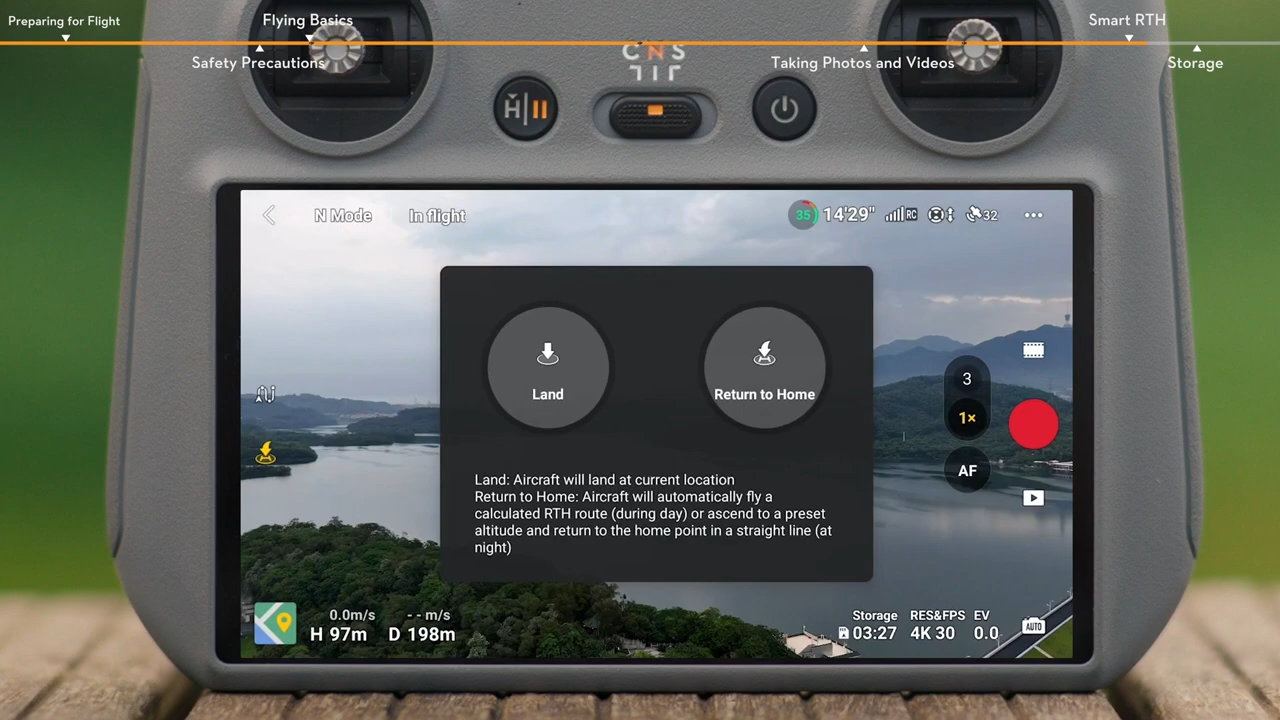 Preparing for Flight
Flying Basics
Smart RTH
Safety Precautions
Taking Photos and Videos
Storage
C N S
H
N Mode
In flight
35
14'29"
RC
32
Land
Return to Home
3
1×
AF
Land: Aircraft will land at current location
Return to Home: Aircraft will automatically fly a
calculated RTH route (during day) or ascend to a preset
altitude and return to the home point in a straight line (at
night)
0.0m/s
- - m/s
H 97m
D 198m
Storage
RES&FPS
EV
03:27
4K 30
0.0
AUTO